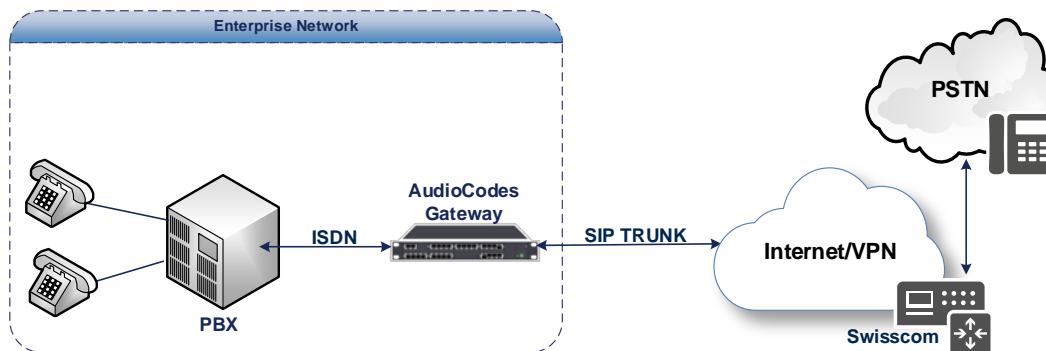 Enterprise Network
PSTN
AudioCodes
Gateway
ISDN
SIP TRUNK
Internet/VPN
PBX
Swisscom